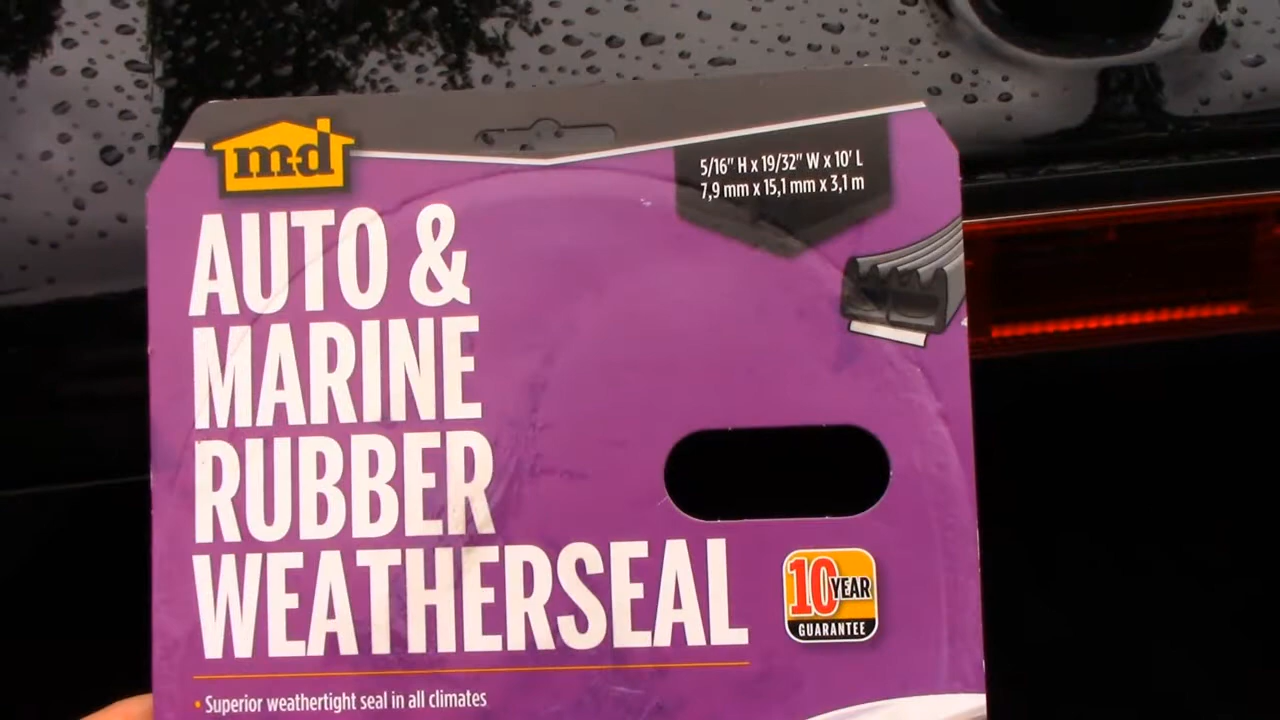 m-d
5/16" H x 19/32" W x 10' L
7,9 mm x 15,1 mm x 3,1 m
AUTO &
MARINE
RUBBER
WEATHERSEAL
10 YEAR
GUARANTEE
• Superior weathertight seal in all climates